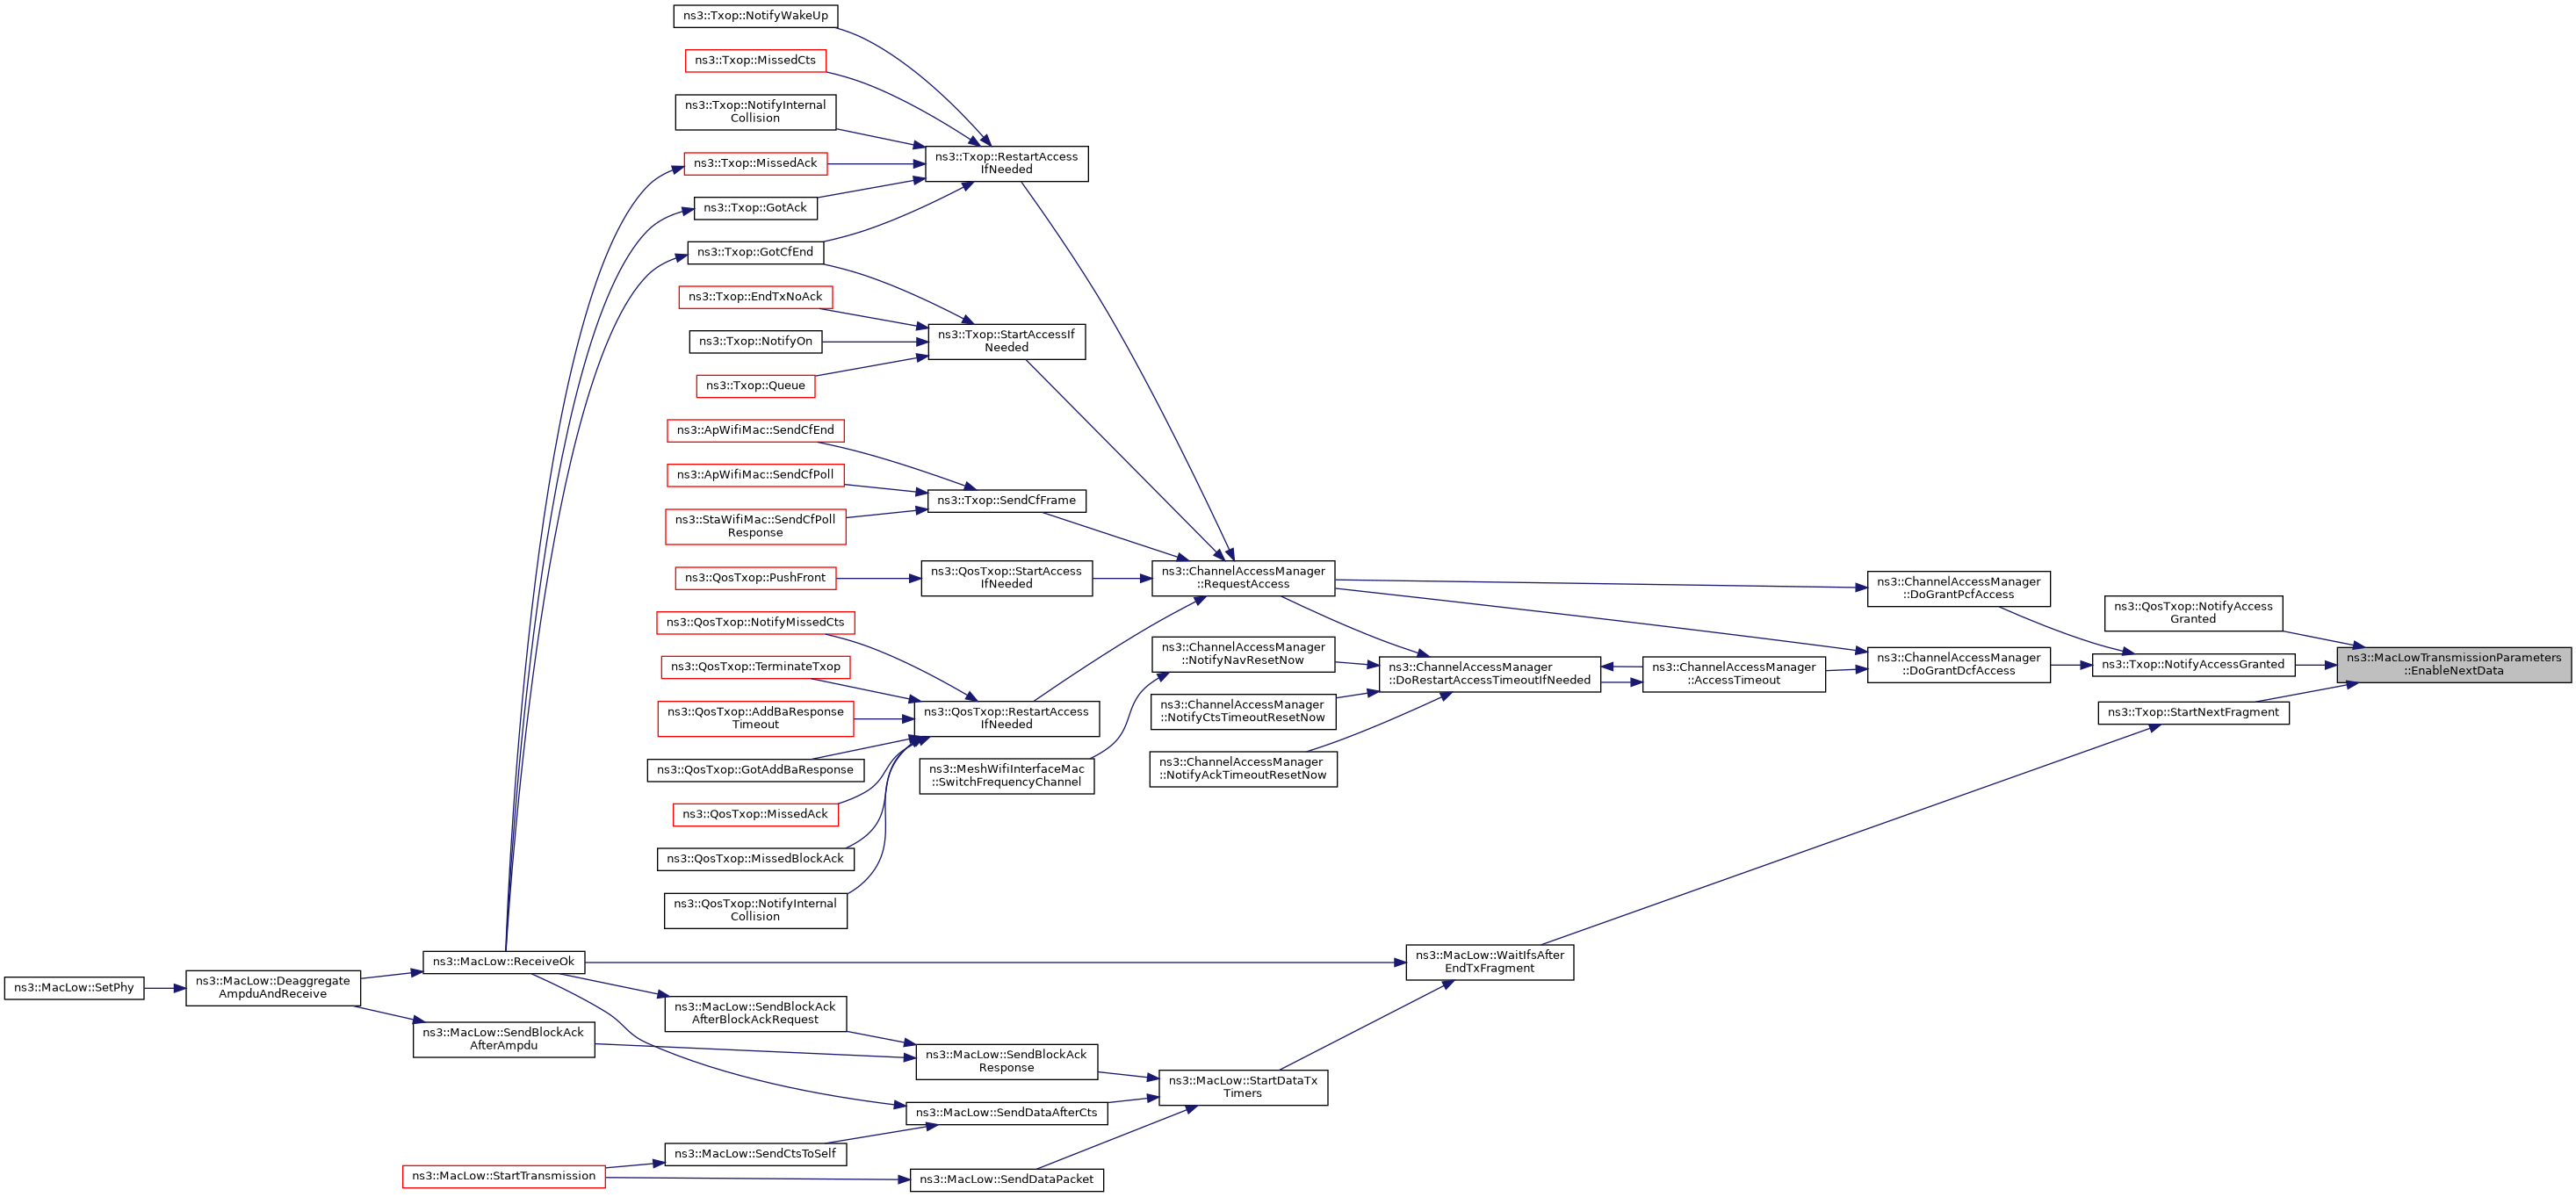 ns3::Txop::NotifyWakeUp
ns3::Txop::MissedCts
ns3::Txop::NotifyInternal
Collision
ns3::Txop::MissedAck
ns3::Txop::GotAck
ns3::Txop::GotCfEnd
ns3::Txop::EndTxNoAck
ns3::Txop::NotifyOn
ns3::Txop::Queue
ns3::ApWifiMac::SendCfEnd
ns3::ApWifiMac::SendCfPoll
ns3::StaWifiMac::SendCfPoll
Response
ns3::QosTxop::PushFront
ns3::QosTxop::NotifyMissedCts
ns3::QosTxop::TerminateTxop
ns3::QosTxop::AddBaResponse
Timeout
ns3::QosTxop::GotAddBaResponse
ns3::QosTxop::MissedAck
ns3::QosTxop::MissedBlockAck
ns3::QosTxop::NotifyInternal
Collision
ns3::Txop::RestartAccess
IfNeeded
ns3::Txop::StartAccessIf
Needed
ns3::Txop::SendCfFrame
ns3::QosTxop::StartAccess
IfNeeded
ns3::QosTxop::RestartAccess
IfNeeded
ns3::MeshWifiInterfaceMac
::SwitchFrequencyChannel
ns3::ChannelAccessManager
::RequestAccess
ns3::ChannelAccessManager
::NotifyNavResetNow
ns3::ChannelAccessManager
::NotifyCtsTimeoutResetNow
ns3::ChannelAccessManager
::NotifyAckTimeoutResetNow
ns3::ChannelAccessManager
::DoRestartAccessTimeoutIfNeeded
ns3::ChannelAccessManager
::AccessTimeout
ns3::ChannelAccessManager
::DoGrantPcfAccess
ns3::ChannelAccessManager
::DoGrantDcfAccess
ns3::QosTxop::NotifyAccess
Granted
ns3::Txop::NotifyAccessGranted
ns3::Txop::StartNextFragment
ns3::MacLowTransmissionParameters
::EnableNextData
ns3::MacLow::SetPhy
ns3::MacLow::Deaggregate
AmpduAndReceive
ns3::MacLow::ReceiveOk
ns3::MacLow::SendBlockAck
AfterAmpdu
ns3::MacLow::StartTransmission
ns3::MacLow::SendBlockAck
AfterBlockAckRequest
ns3::MacLow::SendCtsToSelf
ns3::MacLow::SendBlockAck
Response
ns3::MacLow::SendDataAfterCts
ns3::MacLow::SendDataPacket
ns3::MacLow::StartDataTx
Timers
ns3::MacLow::WaitIfsAfter
EndTxFragment